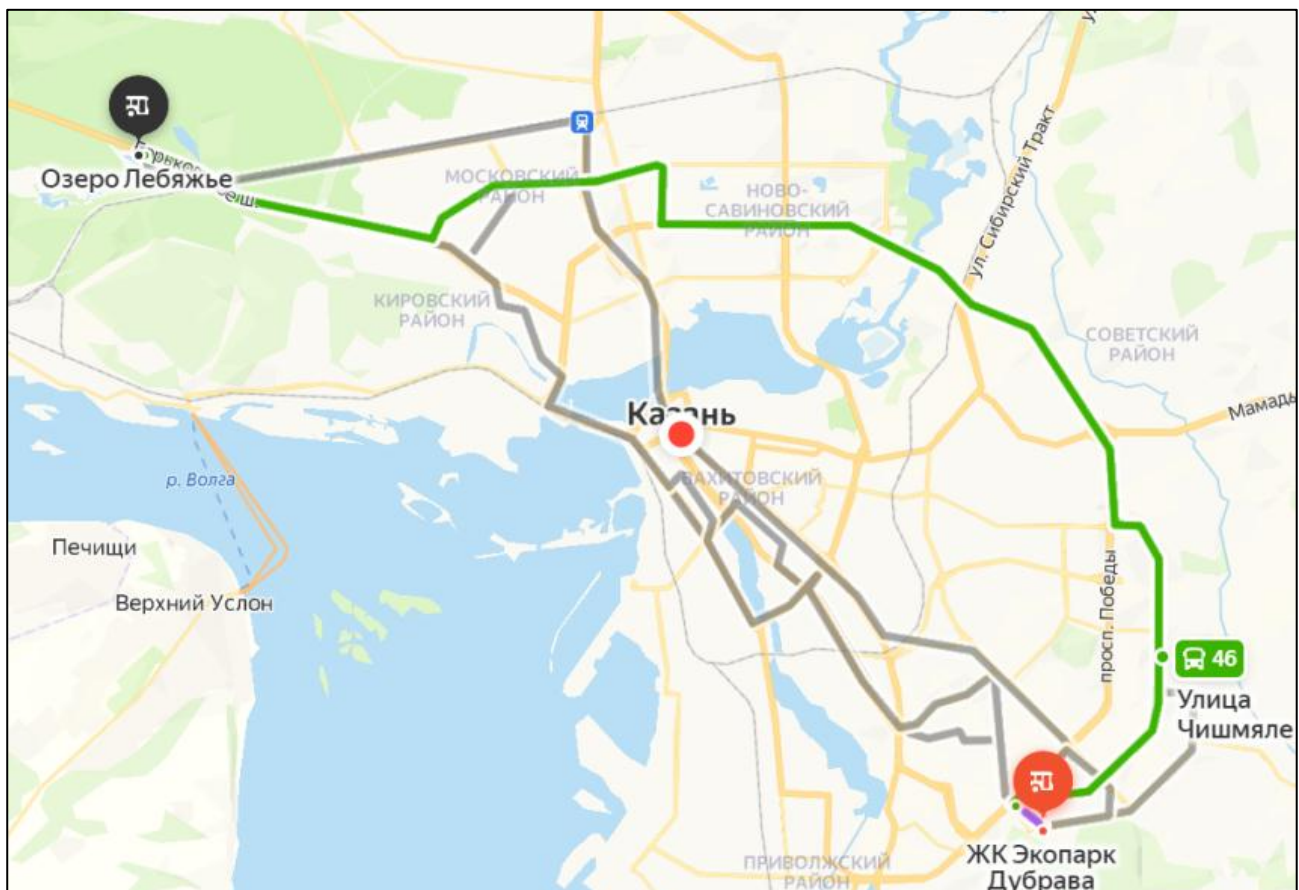 Озеро Лебяжье
МОСКОВСКИЙ
РАЙОН
НОВО-
САВИНОВСКИЙ
РАЙОН
ул. Сибирский Тракт
КИРОВСКИЙ
РАЙОН
СОВЕТСКИЙ
РАЙОН
Казань
Мамады
ВАХИТОВСКИЙ
РАЙОН
р. Волга
Печищи
Верхний Услон
просп. Победы
46
Улица
Чишмяле
ЖК Экопарк
Дубрава
ПРИВОЛЖСКИЙ
РАЙОН